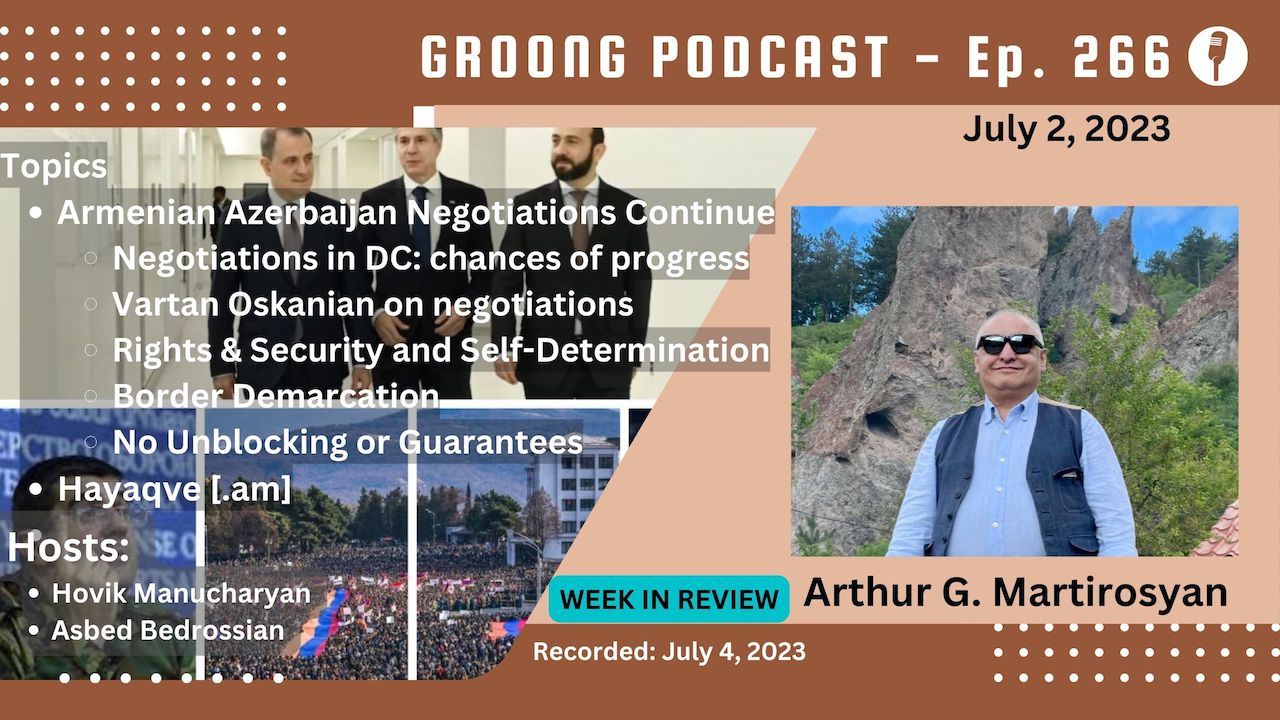 GROONG PODCAST - Ep. 266
July 2, 2023
Topics
• Armenian Azerbaijan Negotiations Continue
○ Negotiations in DC: chances of progress
○ Vartan Oskanian on negotiations
○ Rights & Security and Self-Determination
○ Border Demarcation
○ No Unblocking or Guarantees
• Hayaqve [.am]
Hosts:
• Hovik Manucharyan
• Asbed Bedrossian
WEEK IN REVIEW
Arthur G. Martirosyan
Recorded: July 4, 2023